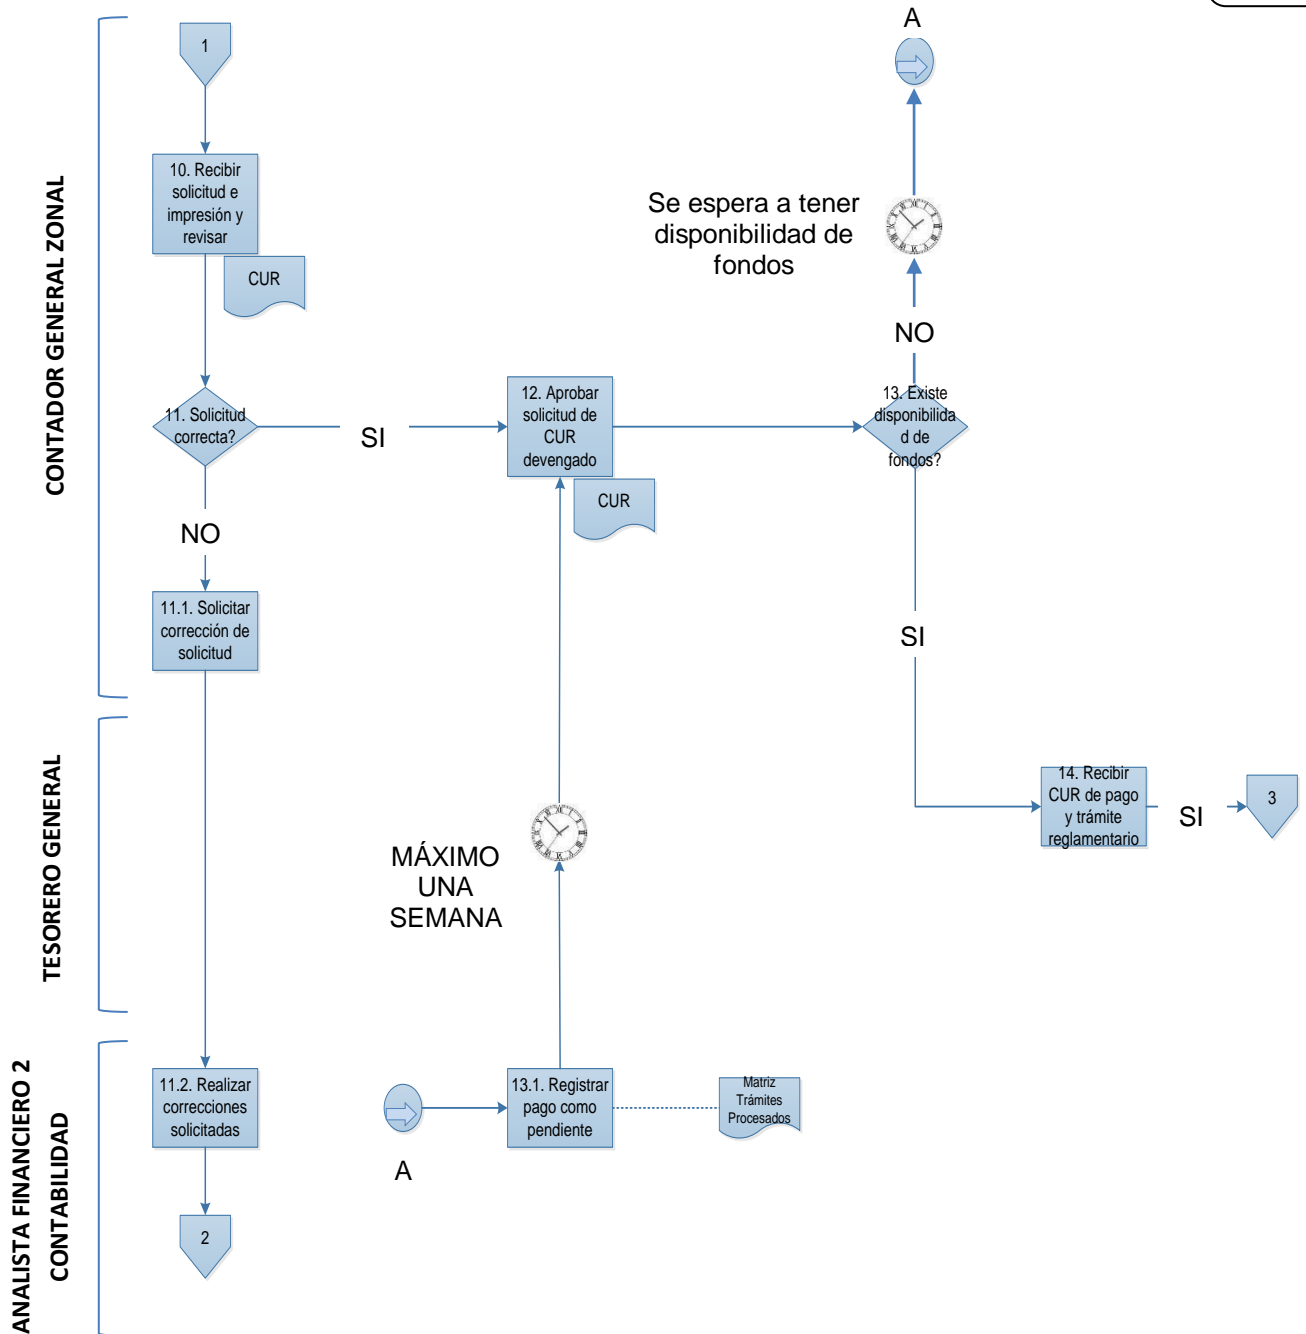 A
1
CONTADOR GENERAL ZONAL
10. Recibir
solicitud e
impresión y
revisar
CUR
Se espera a tener
disponibilidad de
fondos
NO
11. Solicitud
correcta?
SI
12. Aprobar
solicitud de
CUR
devengado
CUR
13. Existe
disponibilida
d de
fondos?
NO
11.1. Solicitar
corrección de
solicitud
SI
TESORERO GENERAL
MÁXIMO
UNA
SEMANA
14. Recibir
CUR de pago
y trámite
reglamentario
SI
3
ANALISTA FINANCIERO 2
CONTABILIDAD
11.2. Realizar
correcciones
solicitadas
A
13.1. Registrar
pago como
pendiente
Matriz
Trámites
Procesados
2